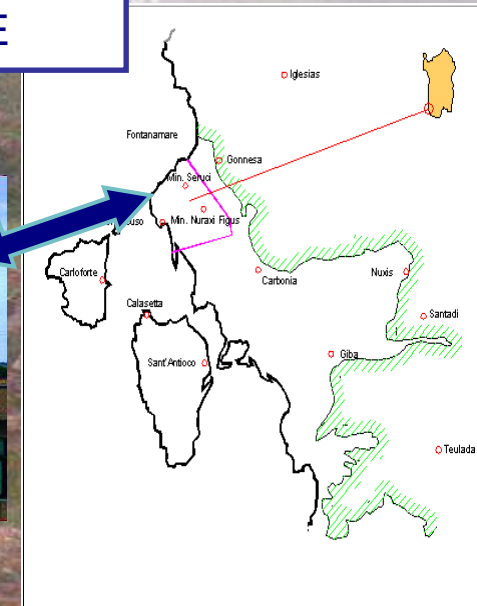 E
Iglesias
Fontanamare
Gonnesa
Min. Seruci
Min. Nuraxi Figus
Carloforte
Carbonia
Nuxis
Calasetta
Santadi
Sant'Antioco
Giba
Teulada